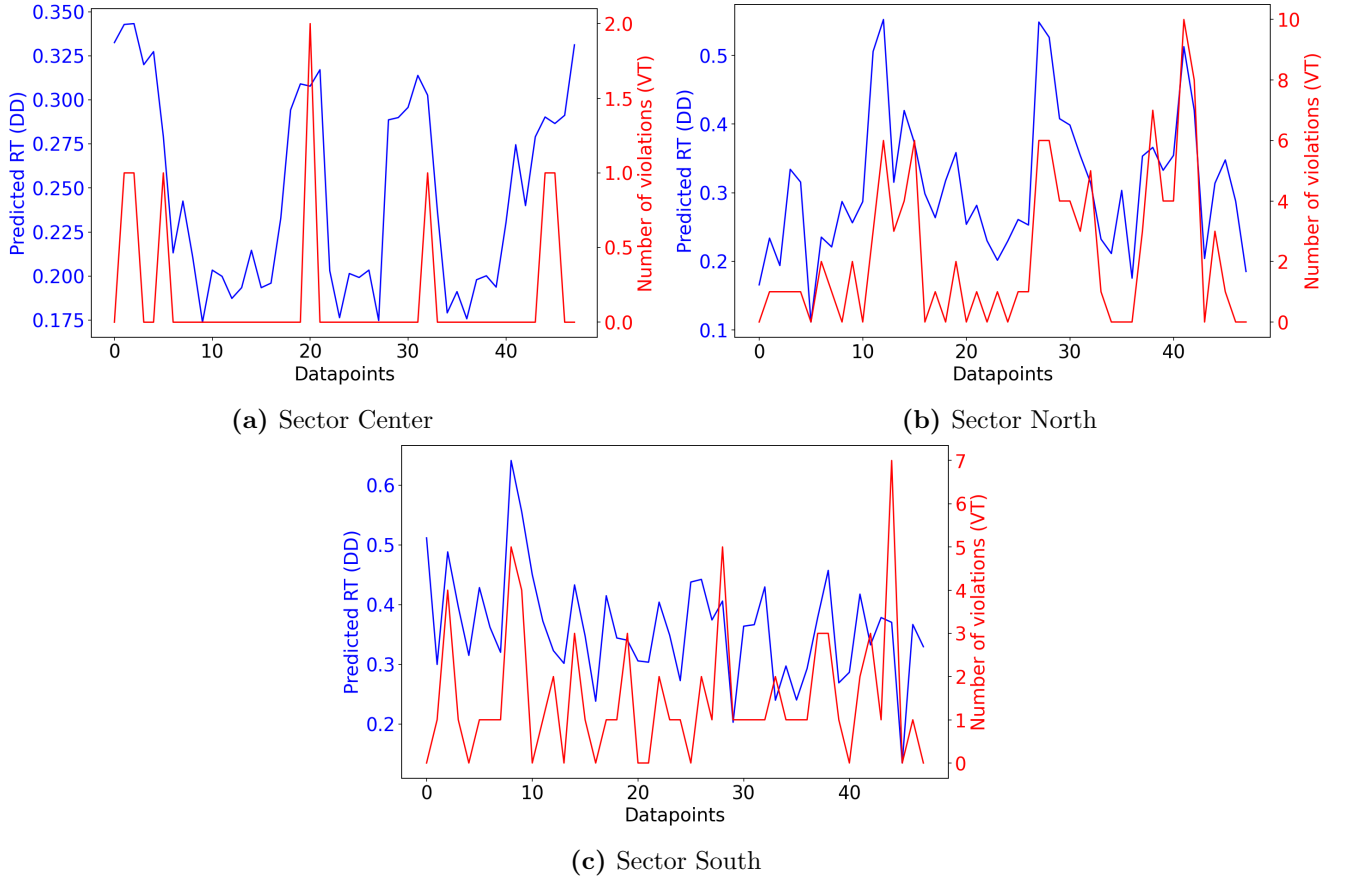 0.350
0.325
0.300
0.275
0.250
0.225
0.200
0.175
Predicted RT (DD)
2.0
1.5
1.0
0.5
0.0
Number of violations (VT)
0 10 20 30 40
Datapoints
(a) Sector Center
0.5
0.4
0.3
0.2
0.1
Predicted RT (DD)
10
8
6
4
2
0
Number of violations (VT)
0 10 20 30 40
Datapoints
(b) Sector North
0.6
0.5
0.4
0.3
0.2
Predicted RT (DD)
7
6
5
4
3
2
1
0
Number of violations (VT)
0 10 20 30 40
Datapoints
(c) Sector South